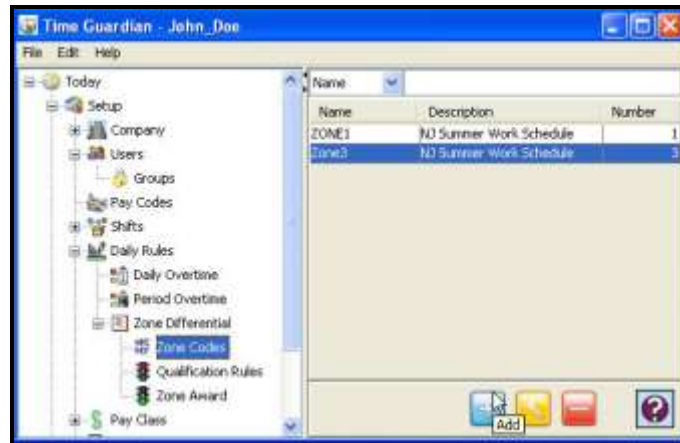 Time Guardian - John_Doe
File Edit Help
Today
Setup
Company
Users
Groups
Pay Codes
Shifts
Daily Rules
Daily Overtime
Period Overtime
Zone Differential
Zone Codes
Qualification Rules
Zone Award
Pay Class
Name
Name Description Number
ZONE1 NJ Summer Work Schedule 1
Zone3 NJ Summer Work Schedule 3
Add
?